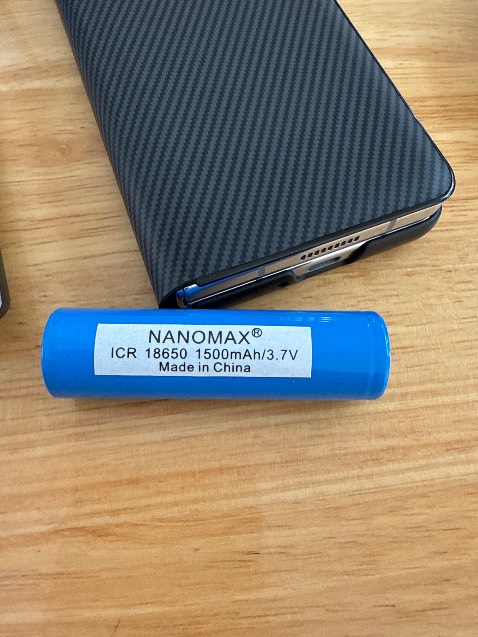 NANOMAX®
ICR 18650 1500mAh/3.7V
Made in China